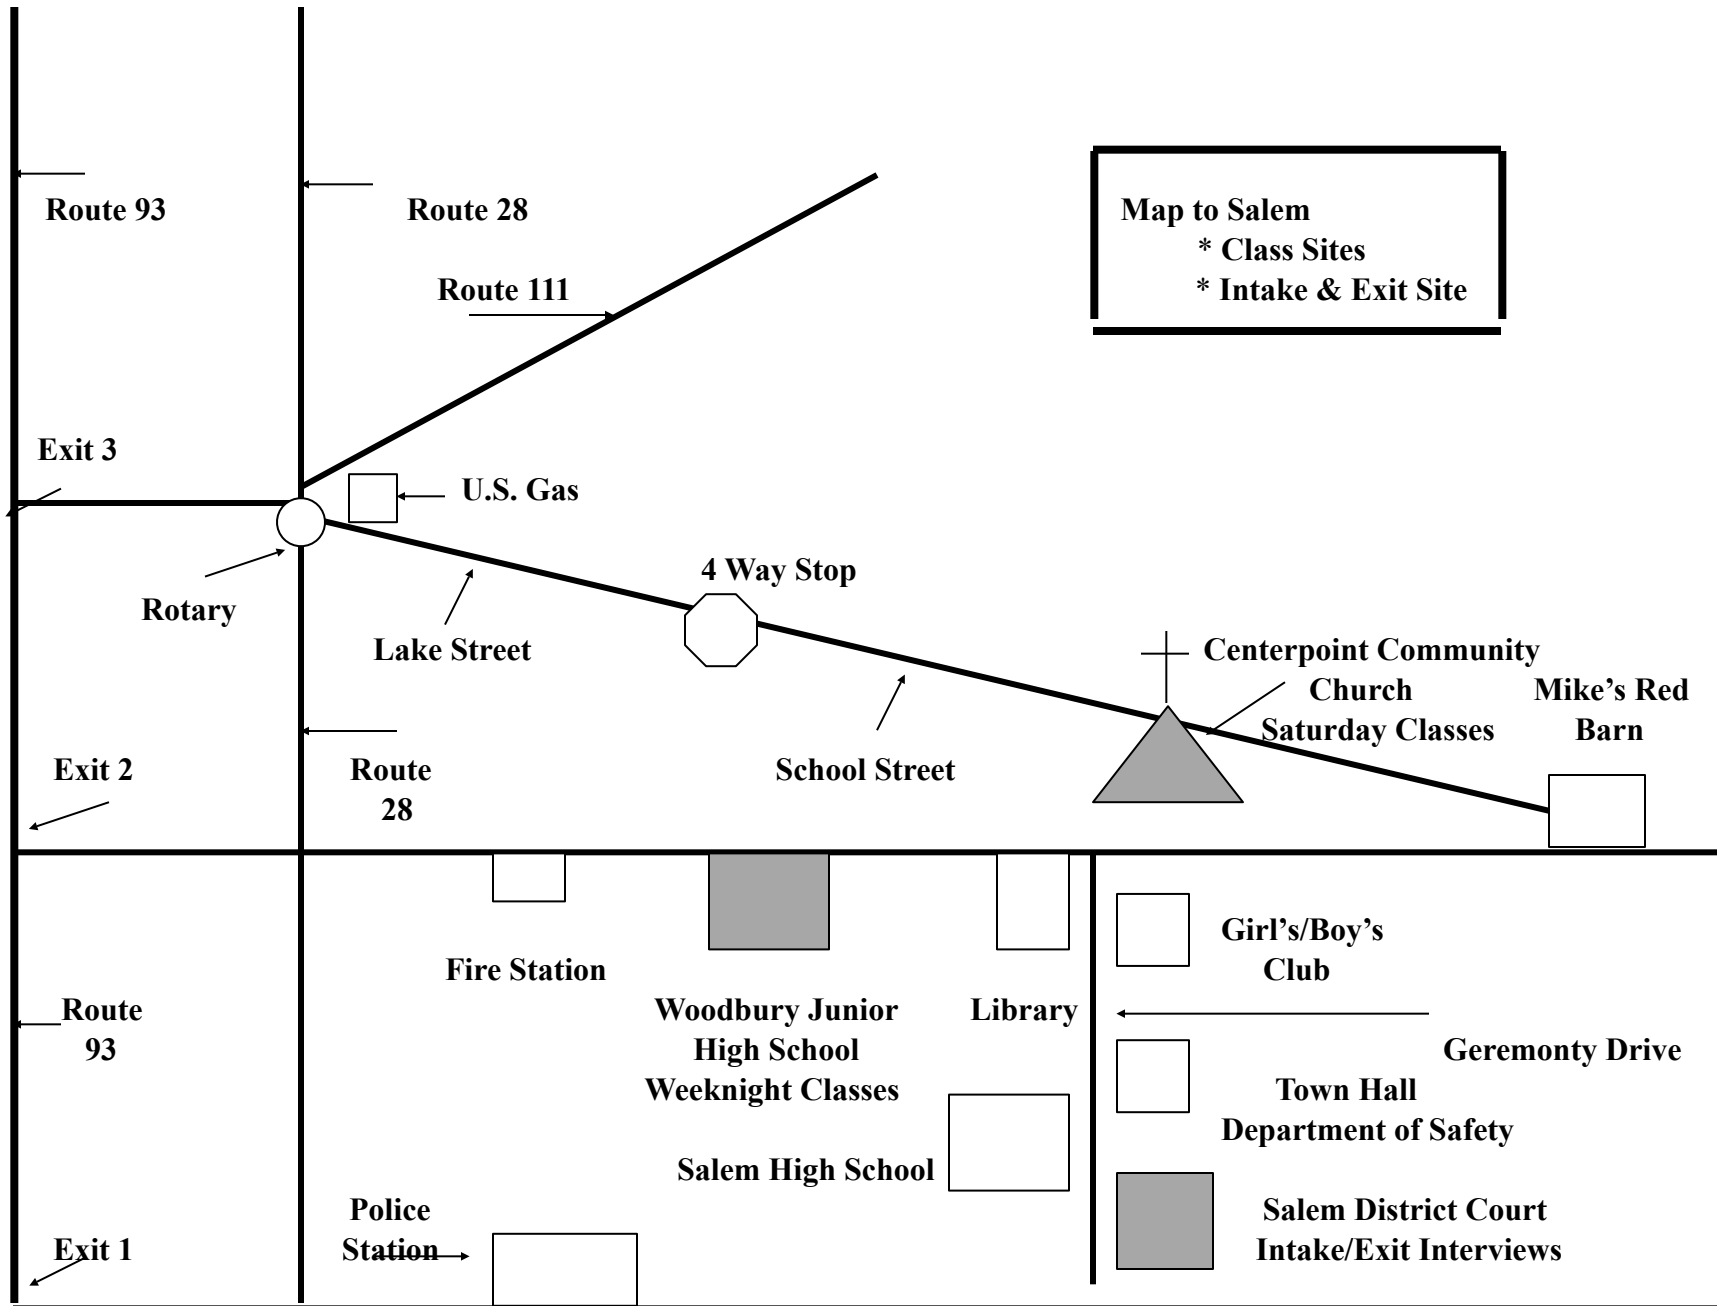 Route 93
Route 28
Map to Salem
* Class Sites
* Intake & Exit Site
Route 111
Exit 3
U.S. Gas
4 Way Stop
Rotary
Lake Street
Centerpoint Community
Church
Saturday Classes
Mike's Red
Barn
Exit 2
Route
28
School Street
Fire Station
Girl's/Boy's
Club
Route
93
Woodbury Junior
High School
Weeknight Classes
Library
Geremonty Drive
Town Hall
Department of Safety
Salem High School
Police
Station
Salem District Court
Intake/Exit Interviews
Exit 1